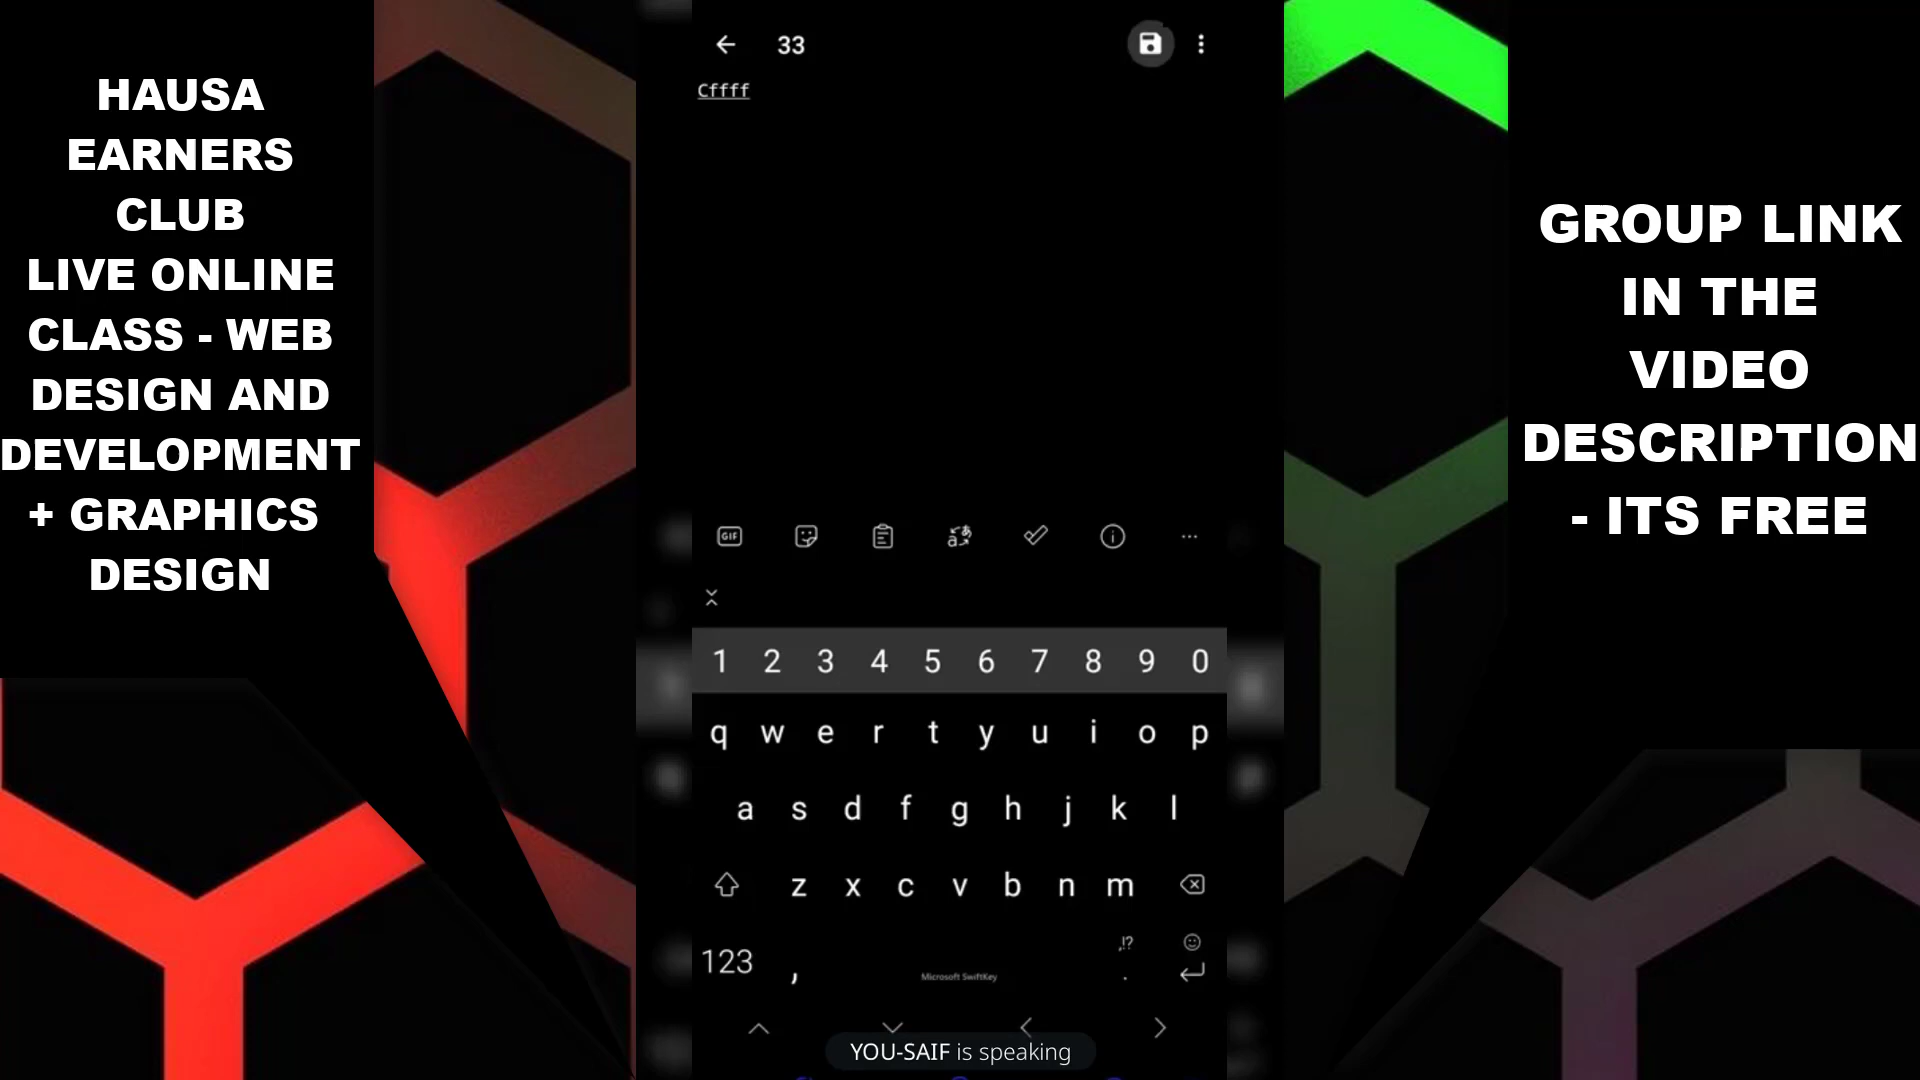 HAUSA
EARNERS
CLUB
LIVE ONLINE
CLASS - WEB
DESIGN AND
DEVELOPMENT
+ GRAPHICS
DESIGN
33
Cffff
GIF
1 2 3 4 5 6 7 8 9 0
q w e r t y u i o p
a s d f g h j k l
z x c v b n m
,!?
123 , Microsoft SwiftKey .
YOU-SAIF is speaking
GROUP LINK
IN THE
VIDEO
DESCRIPTION
- ITS FREE